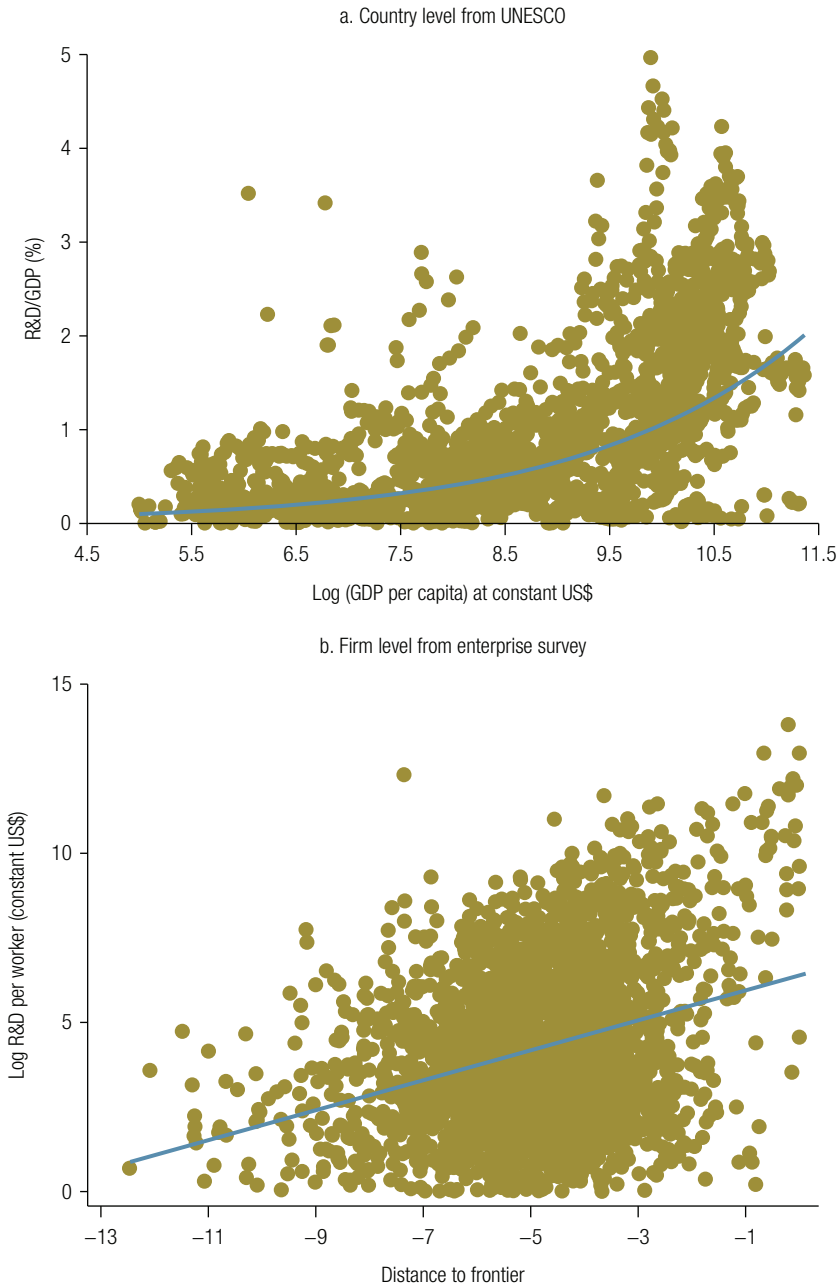 a. Country level from UNESCO
5
4
3
2
1
0
R&D/GDP (%)
4.5 5.5 6.5 7.5 8.5 9.5 10.5 11.5
Log (GDP per capita) at constant US$
b. Firm level from enterprise survey
15
10
5
0
Log R&D per worker (constant US$)
–13 –11 –9 –7 –5 –3 –1
Distance to frontier